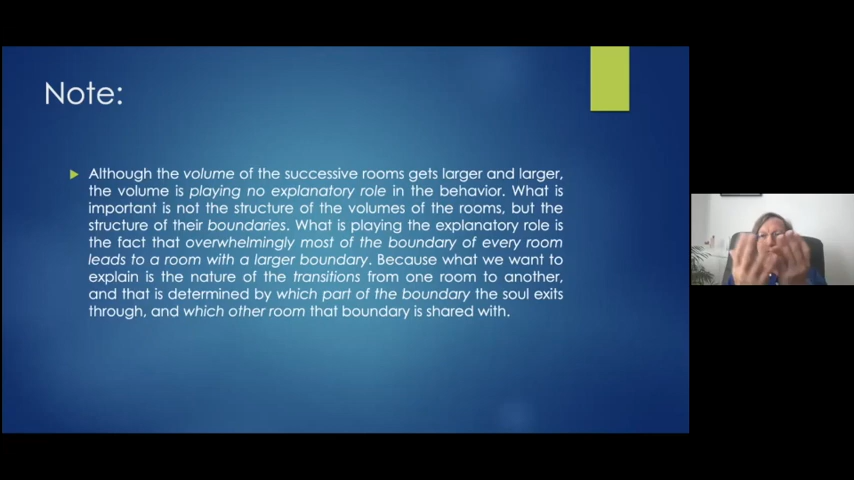 Note:
Although the volume of the successive rooms gets larger and larger,
the volume is playing no explanatory role in the behavior. What is
important is not the structure of the volumes of the rooms, but the
structure of their boundaries. What is playing the explanatory role is
the fact that overwhelmingly most of the boundary of every room
leads to a room with a larger boundary. Because what we want to
explain is the nature of the transitions from one room to another,
and that is determined by which part of the boundary the soul exits
through, and which other room that boundary is shared with.